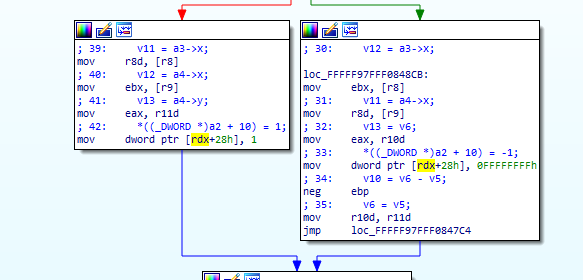 ; 39:    v11 = a3->x;
mov     r8d, [r8]
; 40:    v12 = a4->x;
mov     ebx, [r9]
; 41:    v13 = a4->y;
mov     eax, r11d
; 42:    *((_DWORD *)a2 + 10) = 1;
mov     dword ptr [rdx+28h], 1
; 30:    v12 = a3->x;
loc_FFFFF97FFF0848CB:
mov     ebx, [r8]
; 31:    v11 = a4->x;
mov     r8d, [r9]
; 32:    v13 = v6;
mov     eax, r10d
; 33:    *((_DWORD *)a2 + 10) = -1;
mov     dword ptr [rdx+28h], 0FFFFFFFFh
; 34:    v10 = v6 - v5;
neg     ebp
; 35:    v6 = v5;
mov     r10d, r11d
jmp     loc_FFFFF97FFF0847C4